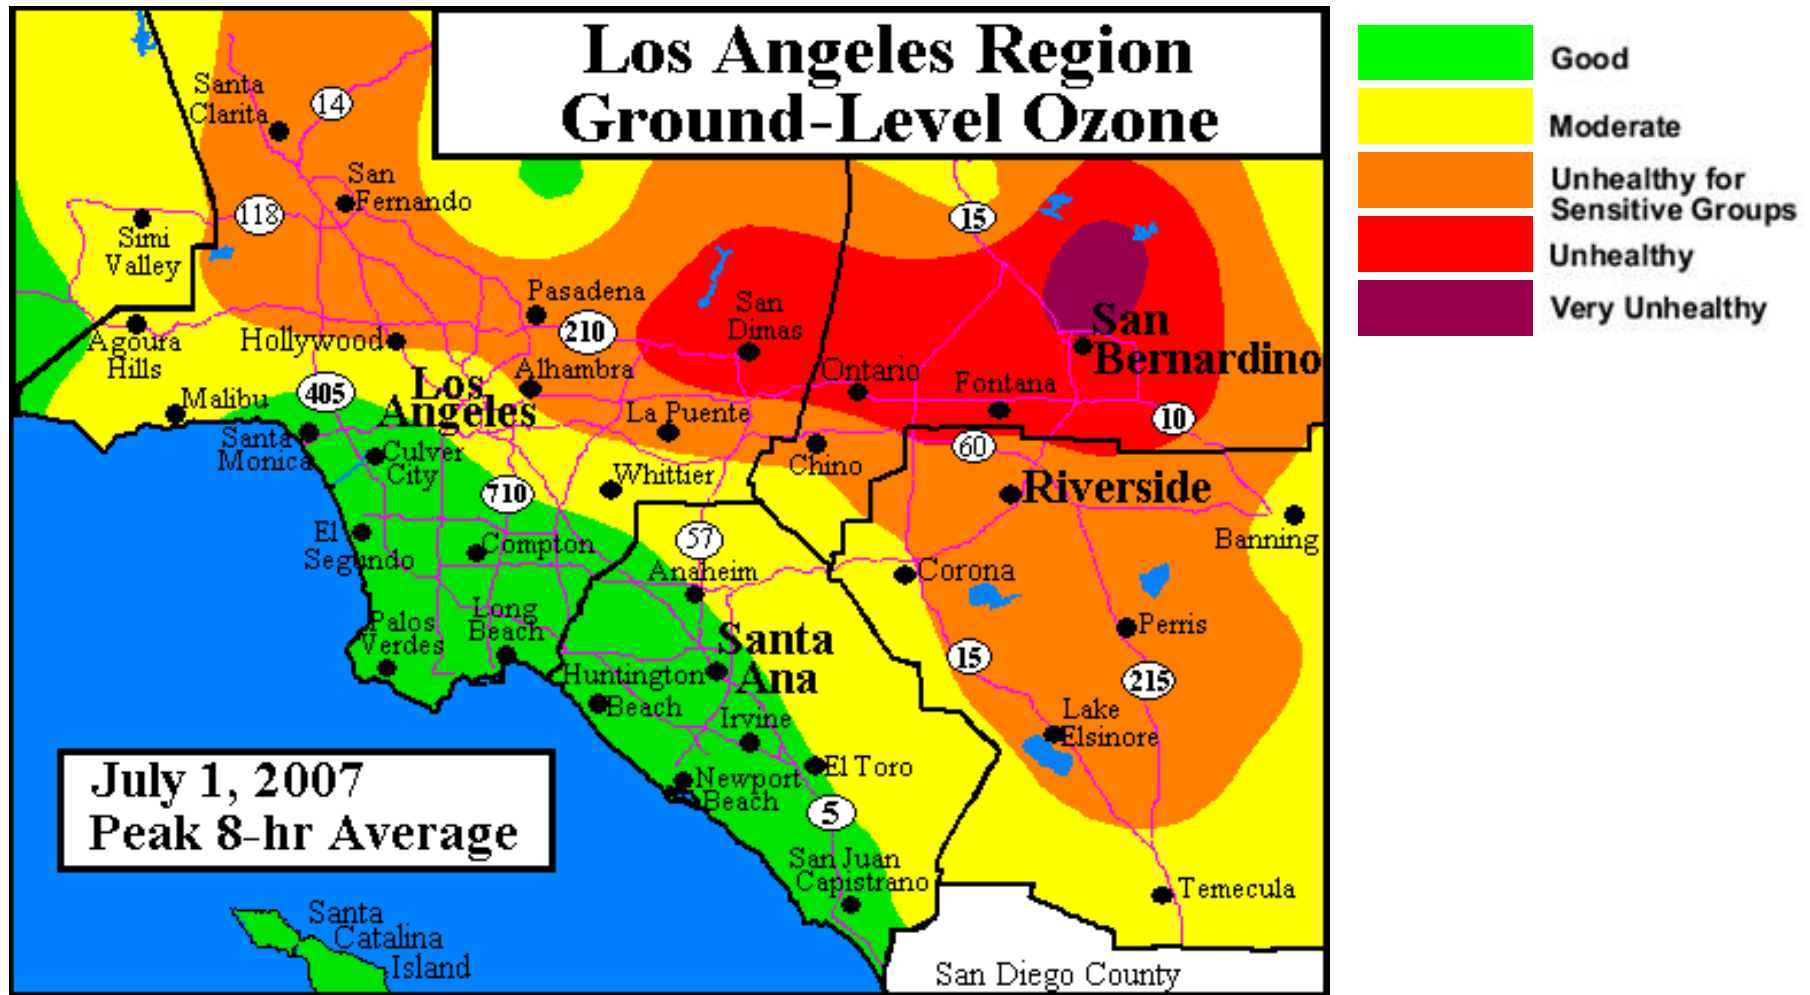 Los Angeles Region
Ground-Level Ozone
Good
Moderate
Unhealthy for
Sensitive Groups
Unhealthy
Very Unhealthy
Santa
Clarita
14
San
Fernando
118
15
Simi
Valley
Pasadena
210
San
Dimas
San
Bernardino
Agoura
Hills
Hollywood
Alhambra
Ontario
Fontana
405
Los
Angeles
Malibu
La Puente
10
Santa
Monica
Culver
City
60
Chino
710
Whittier
Riverside
El
Segundo
Compton
57
Banning
Anaheim
Corona
Palos
Verdes
Long
Beach
Santa
Ana
Perris
15
215
Huntington
Beach
Irvine
Lake
Elsinore
El Toro
Newport
Beach
5
July 1, 2007
Peak 8-hr Average
San Juan
Capistrano
Temecula
Santa
Catalina
Island
San Diego County